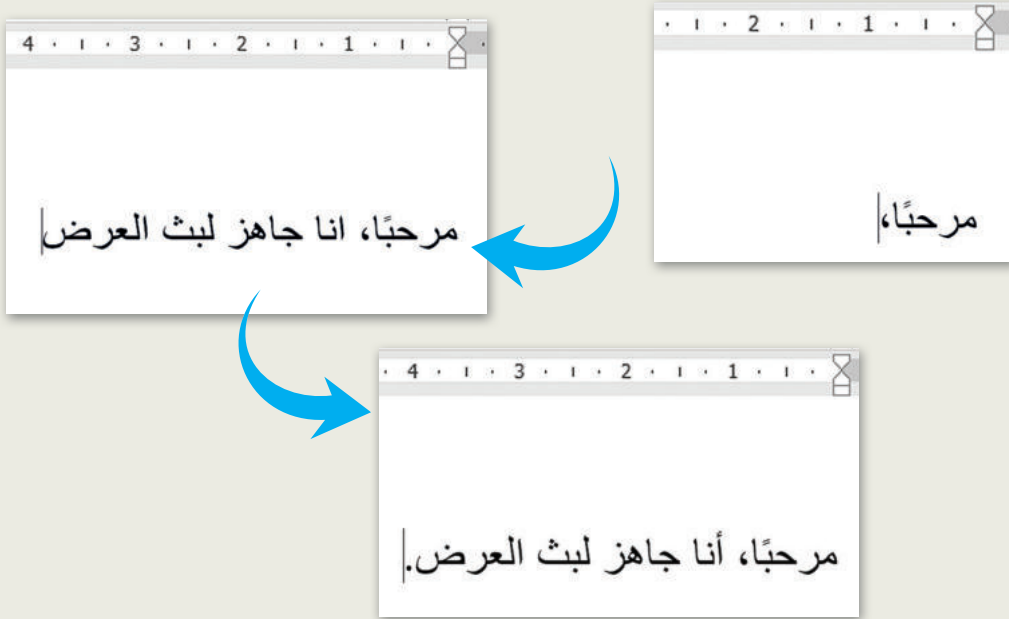 · ı · 2 · ı · 1 · ı ·
مرحبًا،
4 · ı · 3 · ı · 2 · ı · 1 · ı ·
مرحبًا، انا جاهز لبث العرض
· 4 · ı · 3 · ı · 2 · ı · 1 · ı ·
مرحبًا، أنا جاهز لبث العرض.